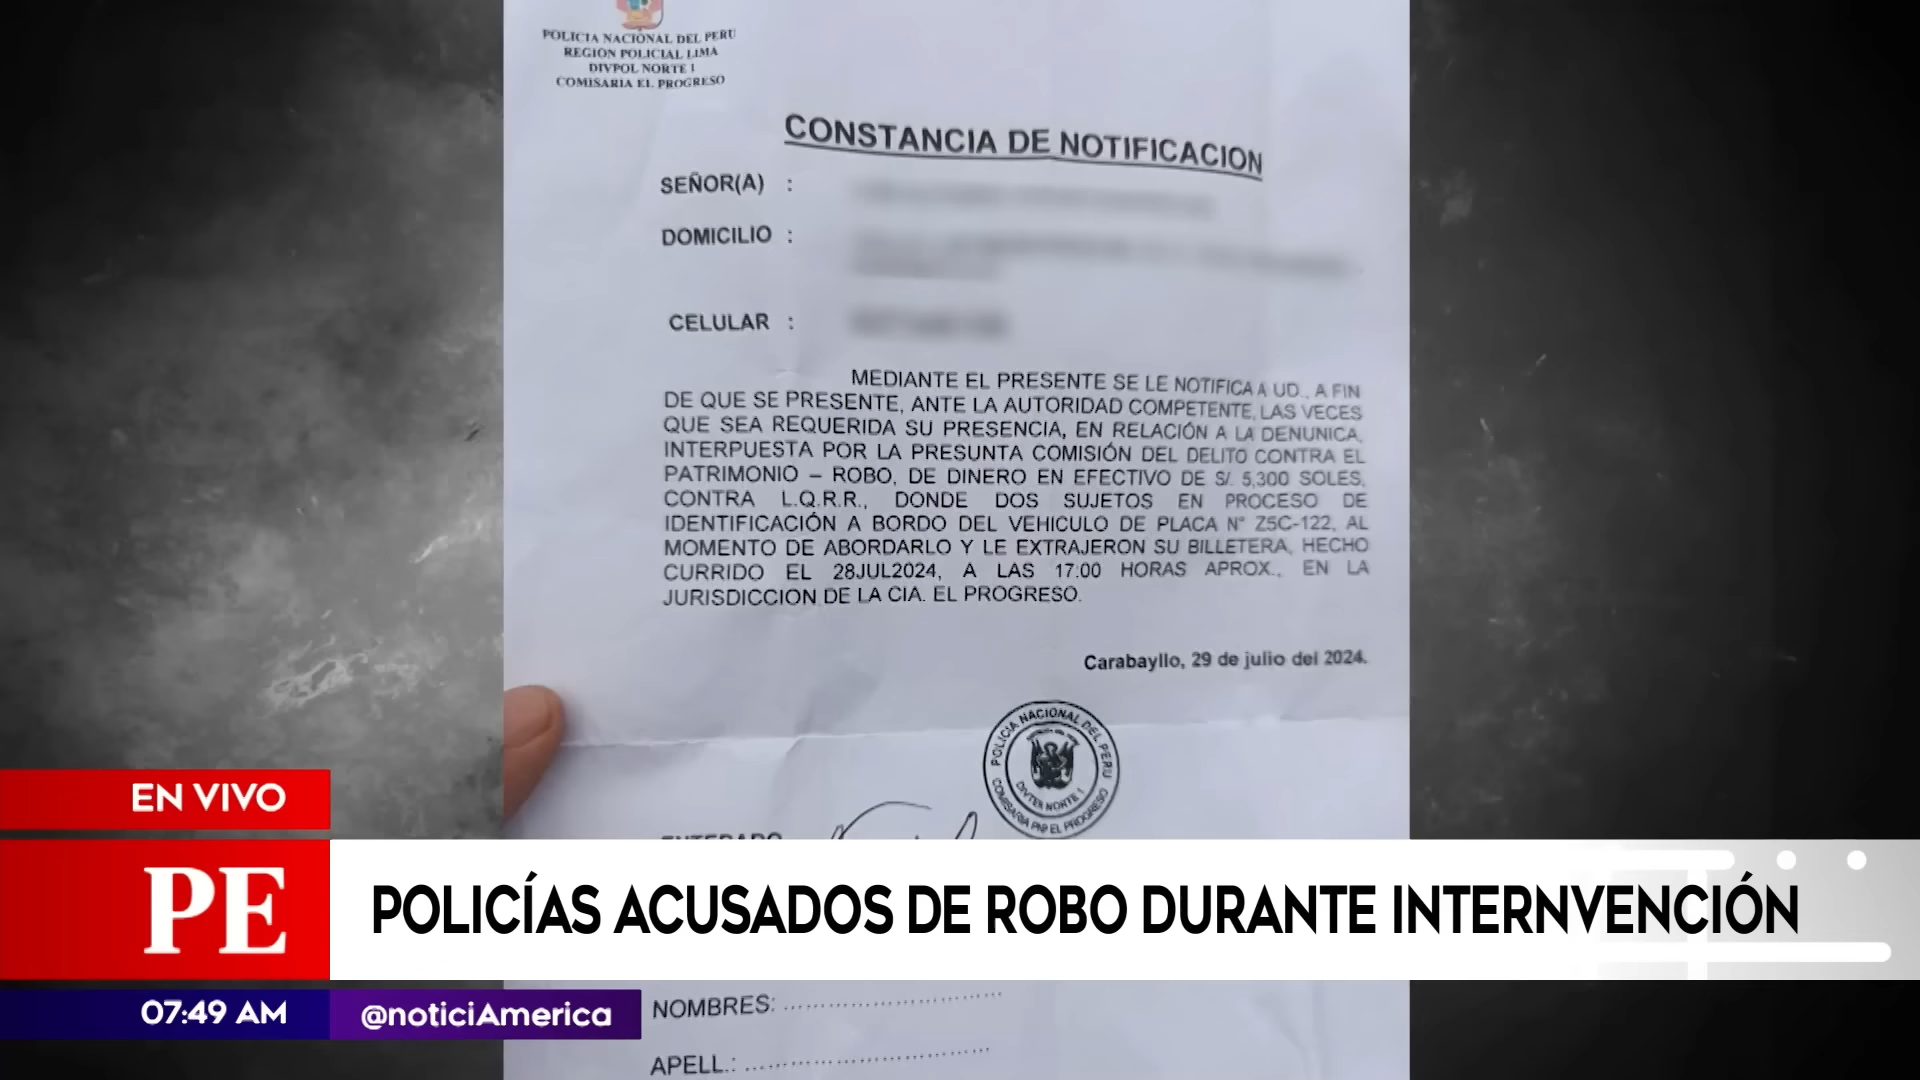 POLICIA NACIONAL DEL PERU
REGION POLICIAL LIMA
DIVPOL NORTE 1
COMISARIA EL PROGRESO
CONSTANCIA DE NOTIFICACION
SEÑOR(A) :
DOMICILIO :
CELULAR :
MEDIANTE EL PRESENTE SE LE NOTIFICA A UD., A FIN
DE QUE SE PRESENTE, ANTE LA AUTORIDAD COMPETENTE, LAS VECES
QUE SEA REQUERIDA SU PRESENCIA, EN RELACIÓN A LA DENUNICA,
INTERPUESTA POR LA PRESUNTA COMISIÓN DEL DELITO CONTRA EL
PATRIMONIO – ROBO, DE DINERO EN EFECTIVO DE S/. 5,300 SOLES,
CONTRA L.Q.R.R., DONDE DOS SUJETOS EN PROCESO DE
IDENTIFICACIÓN A BORDO DEL VEHICULO DE PLACA N° Z5C-122, AL
MOMENTO DE ABORDARLO Y LE EXTRAJERON SU BILLETERA, HECHO
CURRIDO EL 28JUL2024, A LAS 17:00 HORAS APROX., EN LA
JURISDICCION DE LA CIA. EL PROGRESO.
Carabayllo, 29 de julio del 2024.
POLICIA NACIONAL DEL PERU
DIVTER NORTE 1
COMISARIA PNP EL PROGRESO
ENTERADO
EN VIVO
PE
POLICÍAS ACUSADOS DE ROBO DURANTE INTERNVENCIÓN
07:49 AM
@noticiAmerica
NOMBRES: ................................
APELL.: ....................................